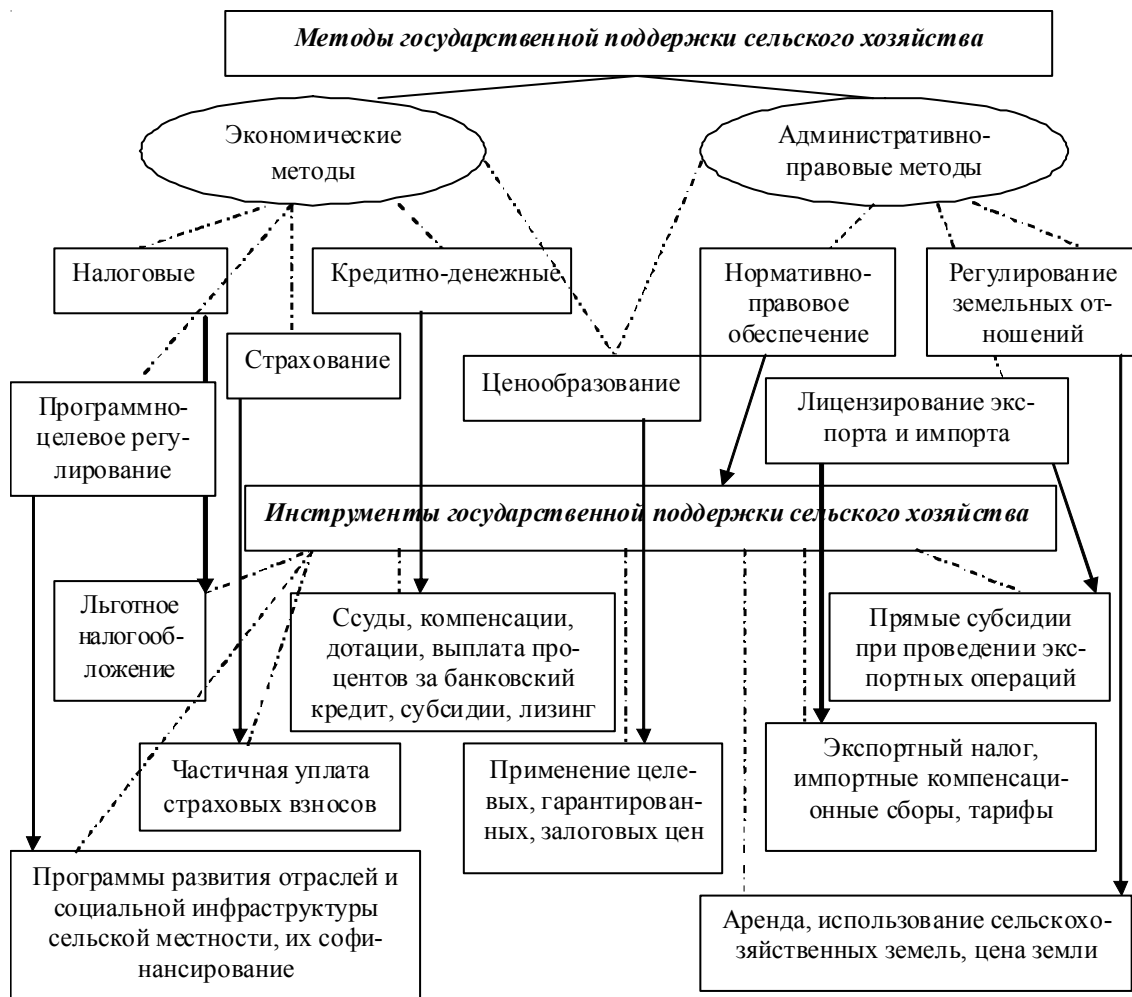 Методы государственной поддержки сельского хозяйства
Экономические
методы
Административно-
правовые методы
Налоговые
Кредитно-денежные
Нормативно-
правовое
обеспечение
Регулирование
земельных от-
ношений
Страхование
Ценообразование
Программно-
целевое регу-
лирование
Лицензирование экс-
порта и импорта
Инструменты государственной поддержки сельского хозяйства
Льготное
налогооб-
ложение
Ссуды, компенсации,
дотации, выплата про-
центов за банковский
кредит, субсидии, лизинг
Прямые субсидии
при проведении экс-
портных операций
Частичная уплата
страховых взносов
Применение целе-
вых, гарантирован-
ных, залоговых цен
Экспортный налог,
импортные компенсаци-
онные сборы, тарифы
Программы развития отраслей и
социальной инфраструктуры
сельской местности, их софи-
нансирование
Аренда, использование сельскохо-
зяйственных земель, цена земли